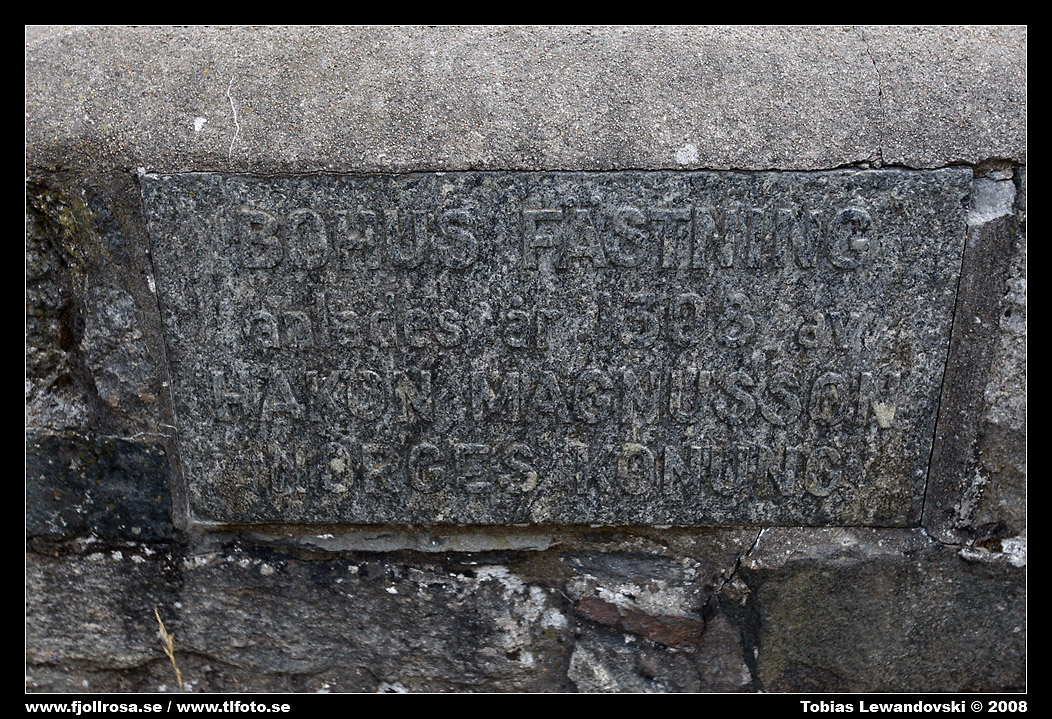 BOHUS FÄSTNING
anlades år 1308 av
HÅKON MAGNUSSON
NORGES KONUNG
www.fjollrosa.se / www.tlfoto.se
Tobias Lewandovski © 2008